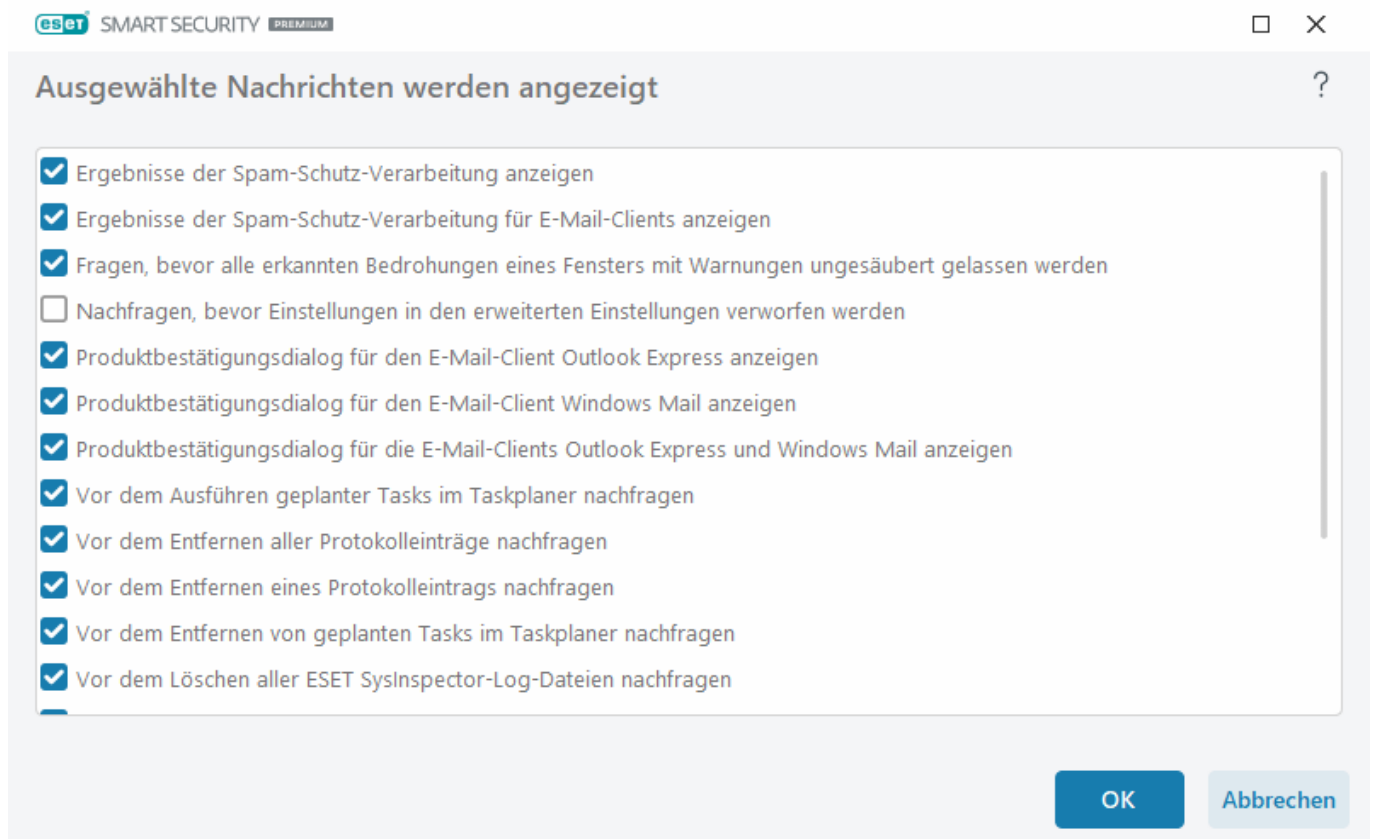 eset SMART SECURITY PREMIUM
Ausgewählte Nachrichten werden angezeigt
?
Ergebnisse der Spam-Schutz-Verarbeitung anzeigen
Ergebnisse der Spam-Schutz-Verarbeitung für E-Mail-Clients anzeigen
Fragen, bevor alle erkannten Bedrohungen eines Fensters mit Warnungen ungesäubert gelassen werden
Nachfragen, bevor Einstellungen in den erweiterten Einstellungen verworfen werden
Produktbestätigungsdialog für den E-Mail-Client Outlook Express anzeigen
Produktbestätigungsdialog für den E-Mail-Client Windows Mail anzeigen
Produktbestätigungsdialog für die E-Mail-Clients Outlook Express und Windows Mail anzeigen
Vor dem Ausführen geplanter Tasks im Taskplaner nachfragen
Vor dem Entfernen aller Protokolleinträge nachfragen
Vor dem Entfernen eines Protokolleintrags nachfragen
Vor dem Entfernen von geplanten Tasks im Taskplaner nachfragen
Vor dem Löschen aller ESET SysInspector-Log-Dateien nachfragen
OK Abbrechen